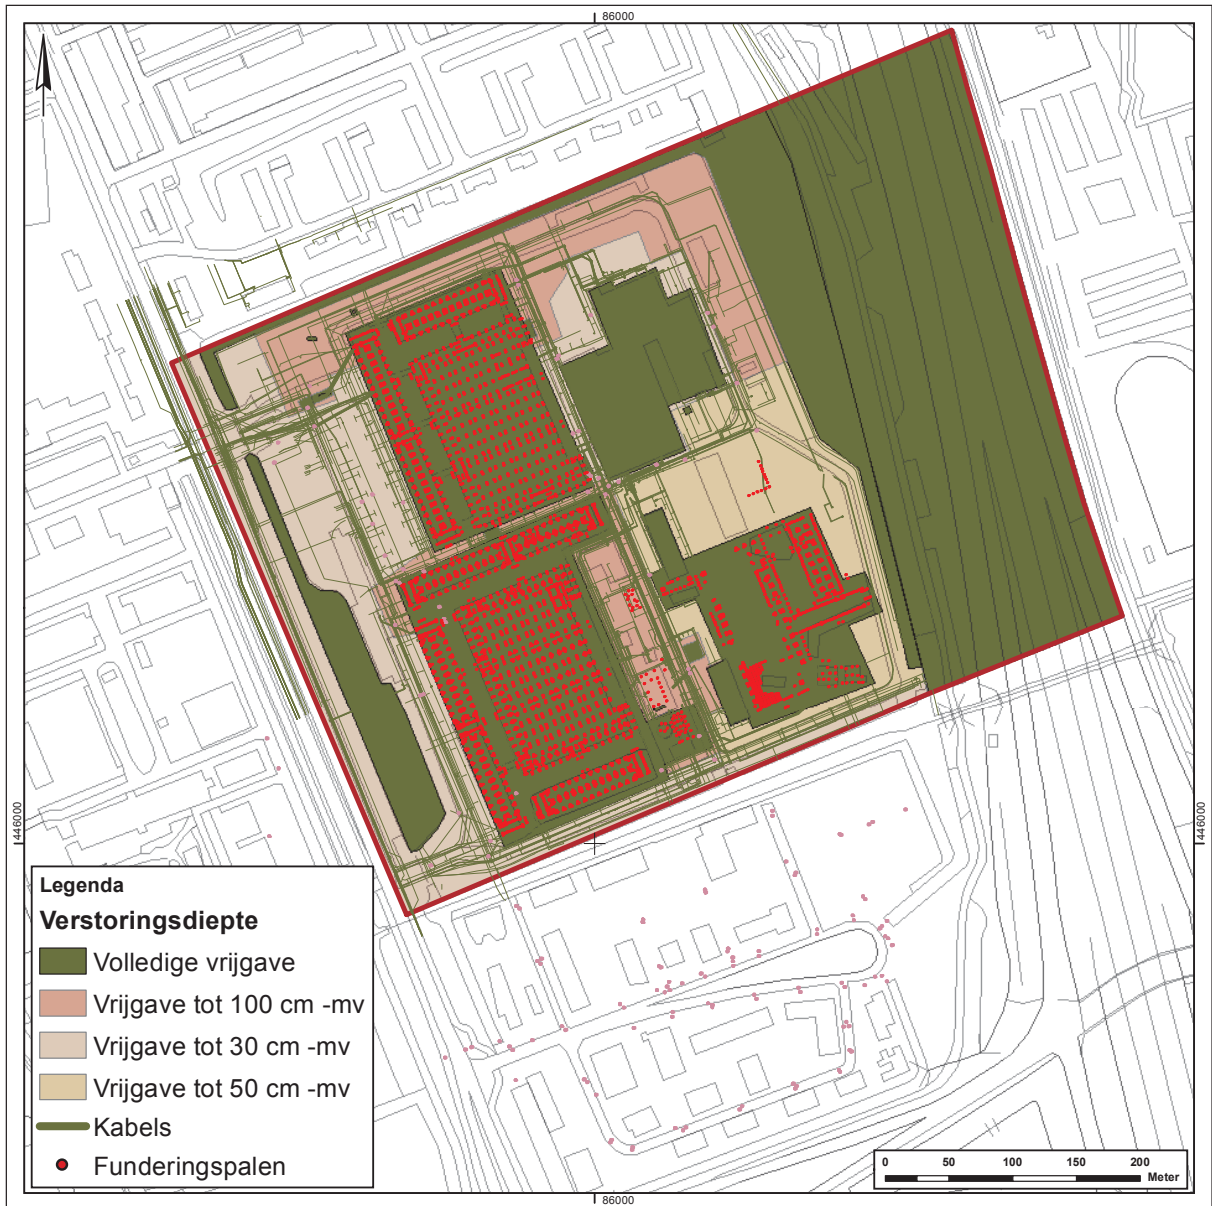 86000
446000
446000
Legenda
Verstoringsdiepte
Volledige vrijgave
Vrijgave tot 100 cm -mv
Vrijgave tot 30 cm -mv
Vrijgave tot 50 cm -mv
Kabels
Funderingspalen
0 50 100 150 200
Meter
86000